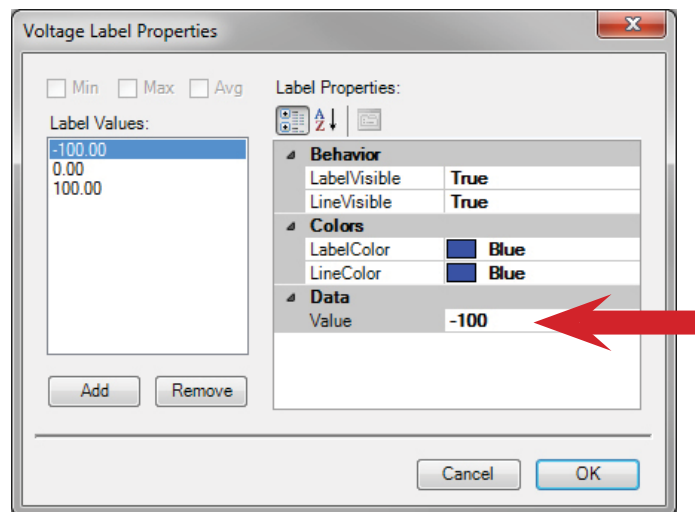 Voltage Label Properties
X
Min Max Avg
Label Values:
-100.00
0.00
100.00
Add Remove
Label Properties:
A
Z
Behavior
LabelVisible True
LineVisible True
Colors
LabelColor Blue
LineColor Blue
Data
Value -100
Cancel OK